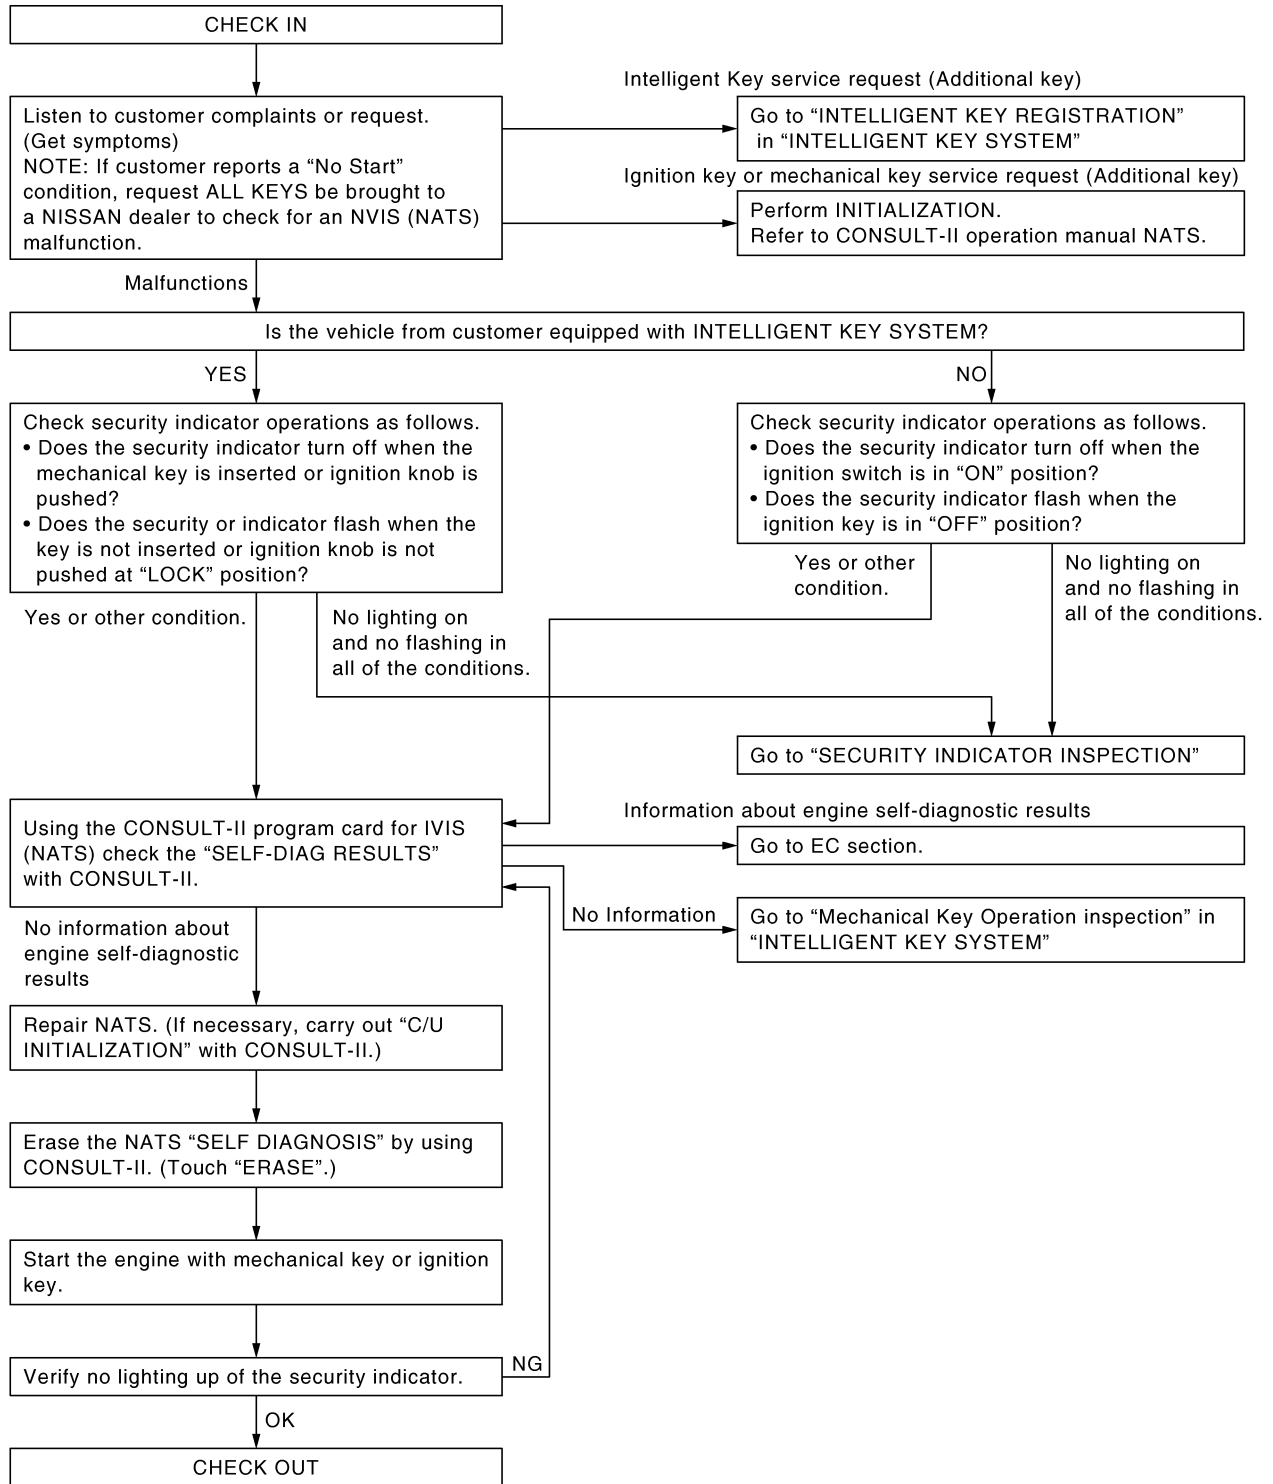 CHECK IN
Intelligent Key service request (Additional key)
Listen to customer complaints or request.
(Get symptoms)
NOTE: If customer reports a “No Start”
condition, request ALL KEYS be brought to
a NISSAN dealer to check for an NVIS (NATS)
malfunction.
Go to “INTELLIGENT KEY REGISTRATION”
in “INTELLIGENT KEY SYSTEM”
Ignition key or mechanical key service request (Additional key)
Perform INITIALIZATION.
Refer to CONSULT-II operation manual NATS.
Malfunctions
Is the vehicle from customer equipped with INTELLIGENT KEY SYSTEM?
YES
NO
Check security indicator operations as follows.
• Does the security indicator turn off when the
mechanical key is inserted or ignition knob is
pushed?
• Does the security or indicator flash when the
key is not inserted or ignition knob is not
pushed at “LOCK” position?
Check security indicator operations as follows.
• Does the security indicator turn off when the
ignition switch is in “ON” position?
• Does the security indicator flash when the
ignition key is in “OFF” position?
Yes or other condition.
No lighting on
and no flashing in
all of the conditions.
Yes or other
condition.
No lighting on
and no flashing in
all of the conditions.
Go to “SECURITY INDICATOR INSPECTION”
Using the CONSULT-II program card for IVIS
(NATS) check the “SELF-DIAG RESULTS”
with CONSULT-II.
Information about engine self-diagnostic results
Go to EC section.
No Information
Go to “Mechanical Key Operation inspection” in
“INTELLIGENT KEY SYSTEM”
No information about
engine self-diagnostic
results
Repair NATS. (If necessary, carry out “C/U
INITIALIZATION” with CONSULT-II.)
Erase the NATS “SELF DIAGNOSIS” by using
CONSULT-II. (Touch “ERASE”.)
Start the engine with mechanical key or ignition
key.
Verify no lighting up of the security indicator.
NG
OK
CHECK OUT